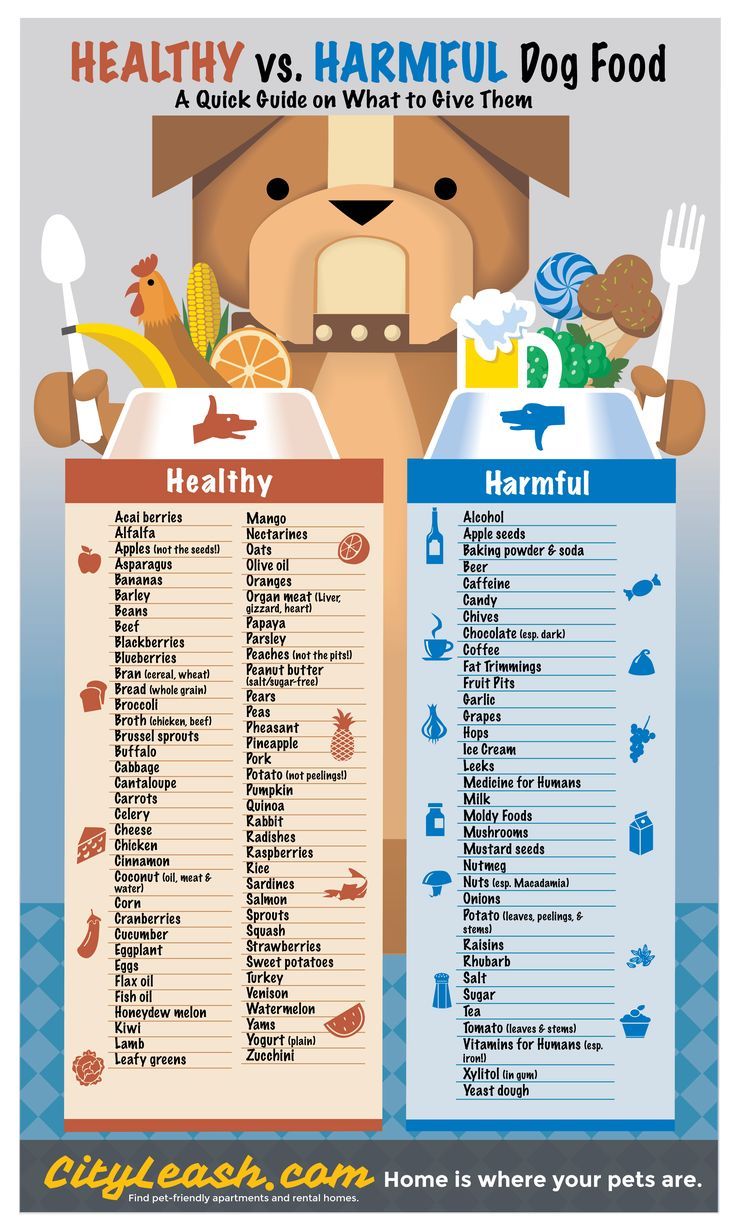 HEALTHY vs. HARMFUL Dog Food
A Quick Guide on What to Give Them
Healthy
Acai berries
Alfalfa
Apples (not the seeds!)
Asparagus
Bananas
Barley
Beans
Beef
Blackberries
Blueberries
Bran (cereal, wheat)
Bread (whole grain)
Broccoli
Broth (chicken, beef)
Brussel sprouts
Buffalo
Cabbage
Cantaloupe
Carrots
Celery
Cheese
Chicken
Cinnamon
Coconut (oil, meat &
water)
Corn
Cranberries
Cucumber
Eggplant
Eggs
Flax oil
Fish oil
Honeydew melon
Kiwi
Lamb
Leafy greens
Mango
Nectarines
Oats
Olive oil
Oranges
Organ meat (Liver,
gizzard, heart)
Papaya
Parsley
Peaches (not the pits!)
Peanut butter
(salt/sugar-free)
Pears
Peas
Pheasant
Pineapple
Pork
Potato (not peelings!)
Pumpkin
Quinoa
Rabbit
Radishes
Raspberries
Rice
Sardines
Salmon
Sprouts
Squash
Strawberries
Sweet potatoes
Turkey
Venison
Watermelon
Yams
Yogurt (plain)
Zucchini
Harmful
Alcohol
Apple seeds
Baking powder & soda
Beer
Caffeine
Candy
Chives
Chocolate (esp. dark)
Coffee
Fat Trimmings
Fruit Pits
Garlic
Grapes
Hops
Ice Cream
Leeks
Medicine for Humans
Milk
Moldy Foods
Mushrooms
Mustard seeds
Nutmeg
Nuts (esp. Macadamia)
Onions
Potato (leaves, peelings, &
stems)
Raisins
Rhubarb
Salt
Sugar
Tea
Tomato (leaves & stems)
Vitamins for Humans (esp.
iron!)
Xylitol (in gum)
Yeast dough
CityLeash.com Home is where your pets are.
Find pet-friendly apartments and rental homes.